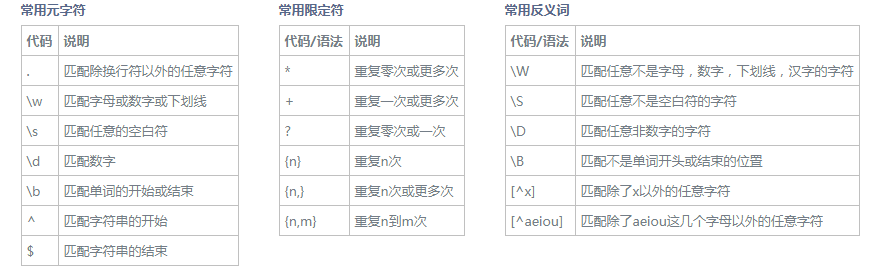 常用元字符
代码 说明
. 匹配除换行符以外的任意字符
\w 匹配字母或数字或下划线
\s 匹配任意的空白符
\d 匹配数字
\b 匹配单词的开始或结束
^ 匹配字符串的开始
$ 匹配字符串的结束
常用限定符
代码/语法 说明
* 重复零次或更多次
+ 重复一次或更多次
? 重复零次或一次
{n} 重复n次
{n,} 重复n次或更多次
{n,m} 重复n到m次
常用反义词
代码/语法 说明
\W 匹配任意不是字母，数字，下划线，汉字的字符
\S 匹配任意不是空白符的字符
\D 匹配任意非数字的字符
\B 匹配不是单词开头或结束的位置
[^x] 匹配除了x以外的任意字符
[^aeiou] 匹配除了aeiou这几个字母以外的任意字符